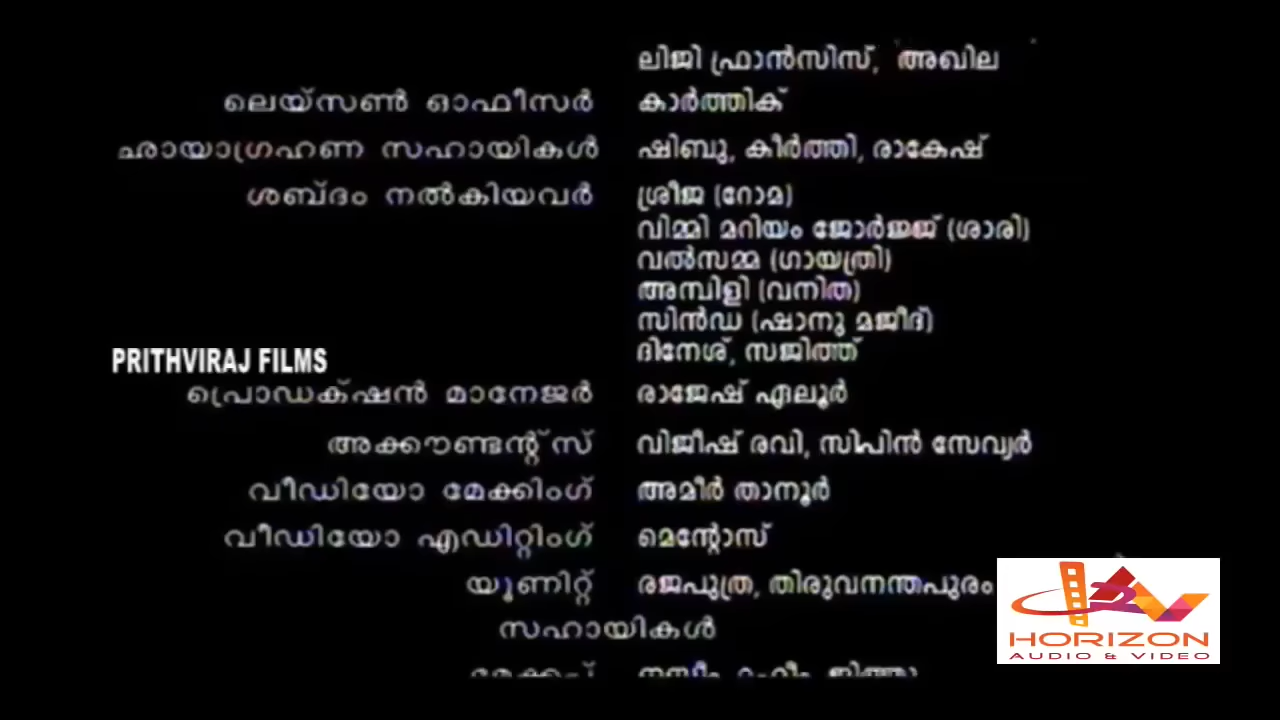 ലിജി ഫ്രാൻസിസ്, അഖില
ലെയ്സൺ ഓഫീസർ കാർത്തിക്
ഛായാഗ്രഹണ സഹായികൾ ഷിബു, കീർത്തി, രാകേഷ്
ശബ്ദം നൽകിയവർ ശ്രീജ (റോമ)
വിമ്മി മറിയം ജോർജ്ജ് (ശാരി)
വൽസമ്മ (ഗായത്രി)
അമ്പിളി (വനിത)
സിൻഡ (ഷാനു മജീദ്)
ദിനേശ്, സജിത്ത്
PRITHVIRAJ FILMS
പ്രൊഡക്ഷൻ മാനേജർ രാജേഷ് ഏലൂർ
അക്കൗണ്ടന്റ്സ് വിജീഷ് രവി, സിപിൻ സേവ്യർ
വീഡിയോ മേക്കിംഗ് അമീർ താനൂർ
വീഡിയോ എഡിറ്റിംഗ് മെന്റോസ്
യൂണിറ്റ് രജപുത്ര, തിരുവനന്തപുരം
സഹായികൾ
HORIZON
AUDIO & VIDEO